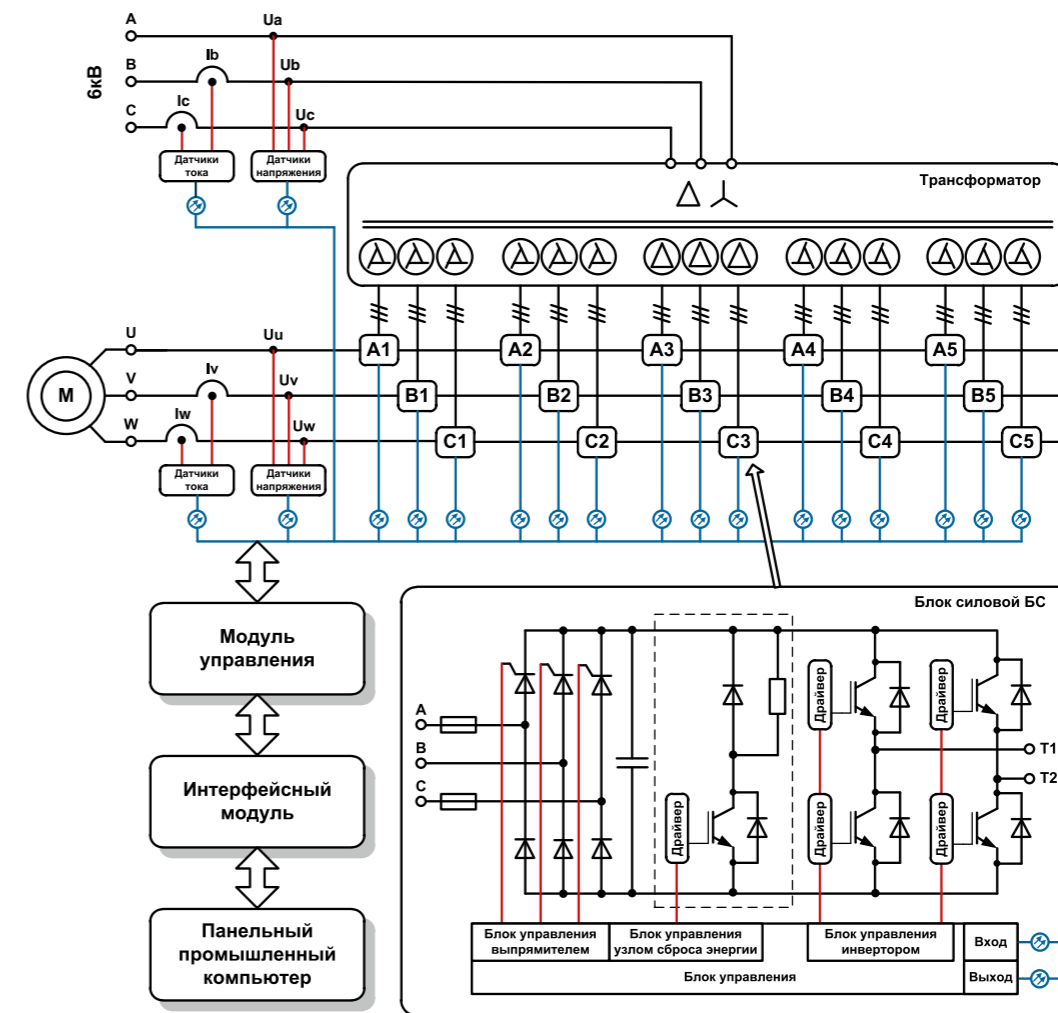 A
Ua
B
Ib
Ub
6кВ
C
Ic
Uc
Датчики
тока
Датчики
напряжения
Трансформатор
U
Uu
A1
A2
A3
A4
A5
M
V
Iv
Uv
B1
B2
B3
B4
B5
W
Iw
Uw
C1
C2
C3
C4
C5
Датчики
тока
Датчики
напряжения
Модуль
управления
Интерфейсный
модуль
Панельный
промышленный
компьютер
Блок силовой БС
A
B
C
Драйвер
Драйвер
Драйвер
Драйвер
Драйвер
T1
T2
Блок управления
выпрямителем
Блок управления
узлом сброса энергии
Блок управления
инвертором
Вход
Блок управления
Выход